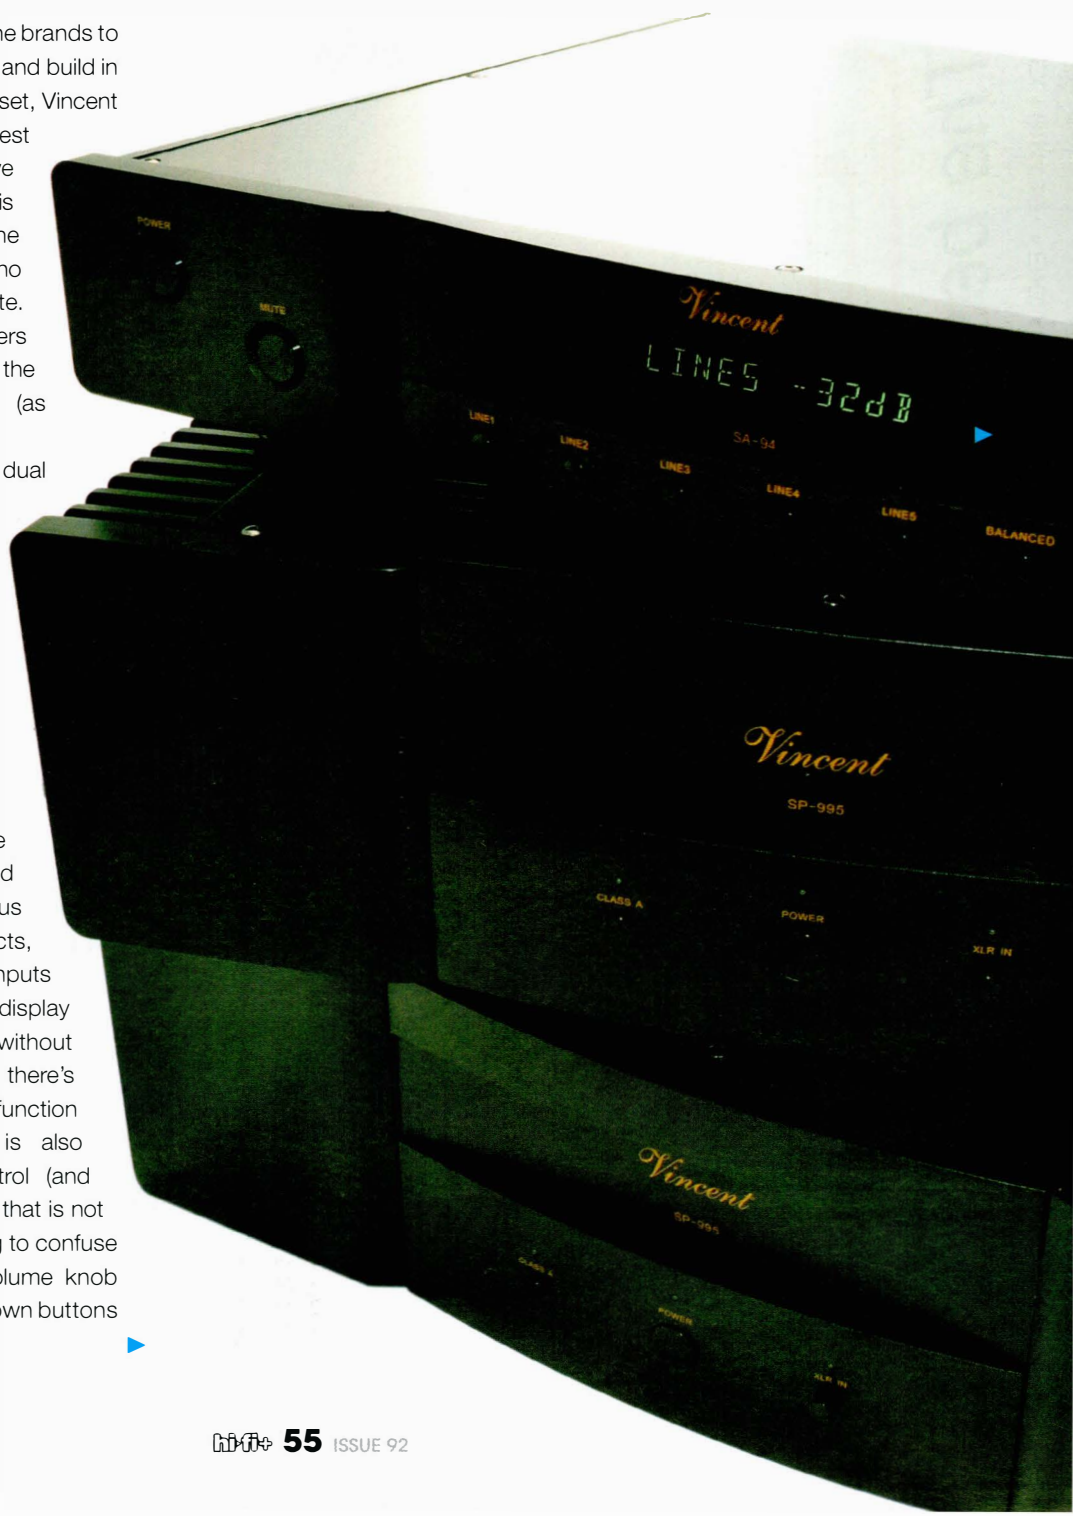 ne brands to
and build in
set, Vincent
est
ve
is
he
no
te.
ers
the
(as
dual
e
d
us
cts,
nputs
display
without
there's
function
is also
trol (and
that is not
g to confuse
olume knob
own buttons
POWER
MUTE
Vincent
LINE5 -32dB
SA-94
LINE1
LINE2
LINE3
LINE4
LINE5
BALANCED
Vincent
SP-995
CLASS A
POWER
XLR IN
Vincent
SP-995
CLASS A
POWER
XLR IN
hi-fi+ 55 ISSUE 92